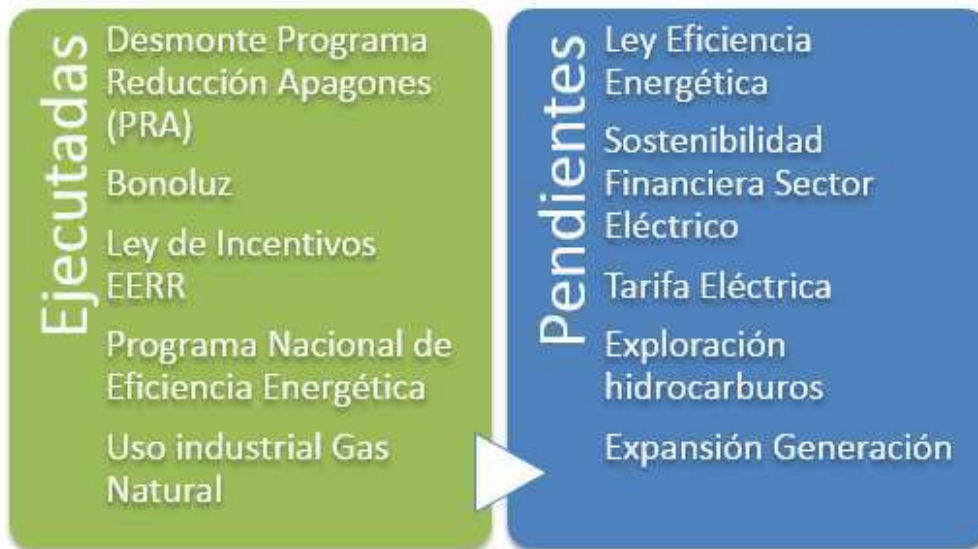 Ejecutadas
Desmonte Programa
Reducción Apagones
(PRA)
Bonoluz
Ley de Incentivos
EERR
Programa Nacional de
Eficiencia Energética
Uso industrial Gas
Natural
Pendientes
Ley Eficiencia
Energética
Sostenibilidad
Financiera Sector
Eléctrico
Tarifa Eléctrica
Exploración
hidrocarburos
Expansión Generación